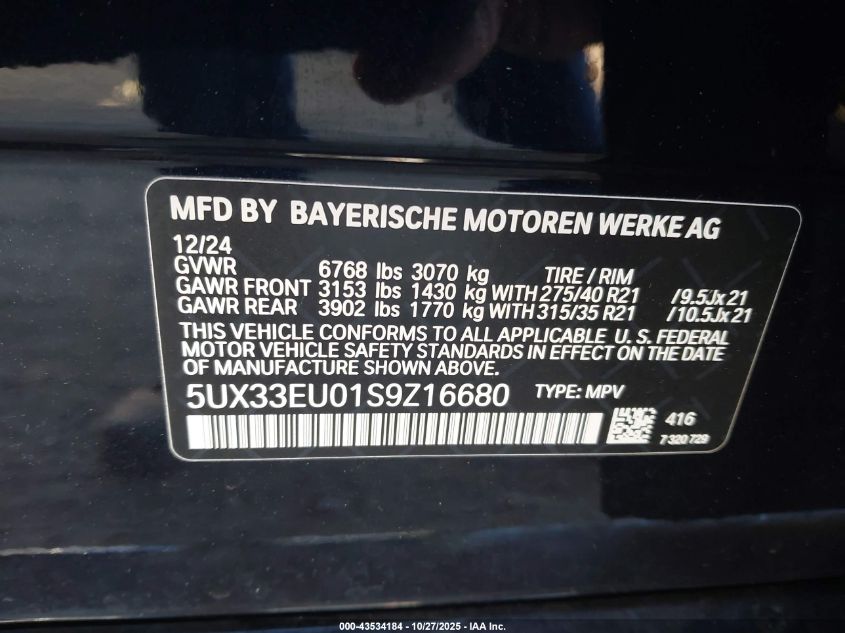 MFD BY BAYERISCHE MOTOREN WERKE AG
12/24
GVWR 6768 lbs 3070 kg TIRE / RIM
GAWR FRONT 3153 lbs 1430 kg WITH 275/40 R21 /9.5Jx21
GAWR REAR 3902 lbs 1770 kg WITH 315/35 R21 /10.5Jx21
THIS VEHICLE CONFORMS TO ALL APPLICABLE U. S. FEDERAL
MOTOR VEHICLE SAFETY STANDARDS IN EFFECT ON THE DATE
OF MANUFACTURE SHOWN ABOVE.
5UX33EU01S9Z16680 TYPE: MPV
416
7 320 729
000-43534184 - 10/27/2025 - IAA Inc.